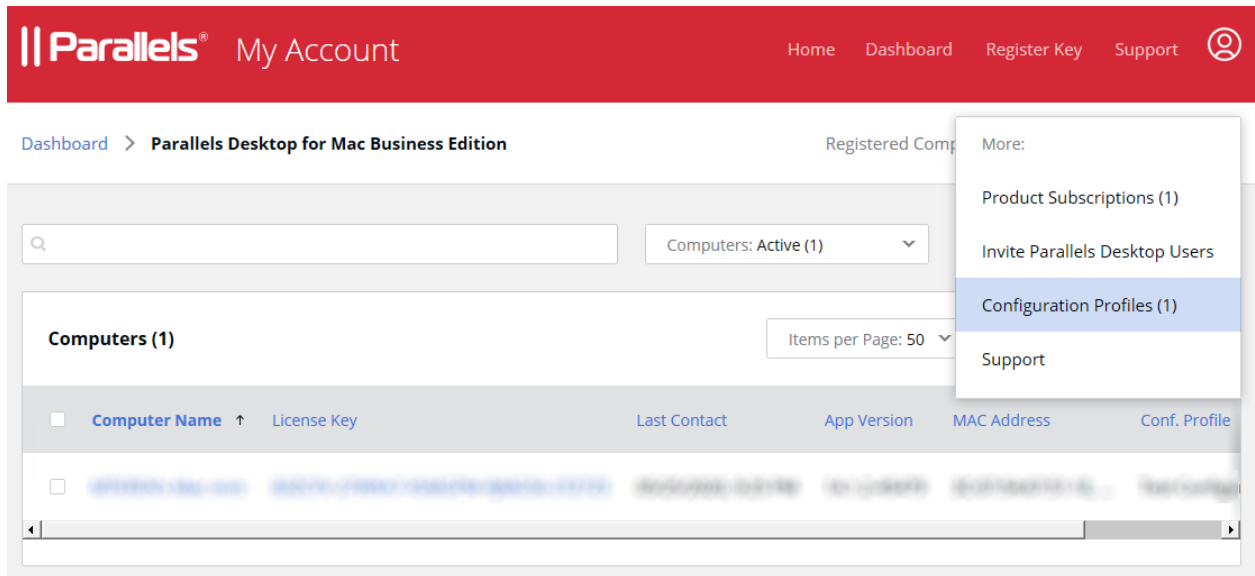 Parallels® My Account
Home Dashboard Register Key Support
Dashboard > Parallels Desktop for Mac Business Edition
Registered Comp
More:
Product Subscriptions (1)
Invite Parallels Desktop Users
Configuration Profiles (1)
Support
Computers: Active (1)
Computers (1)
Items per Page: 50
Computer Name ↑ License Key Last Contact App Version MAC Address Conf. Profile